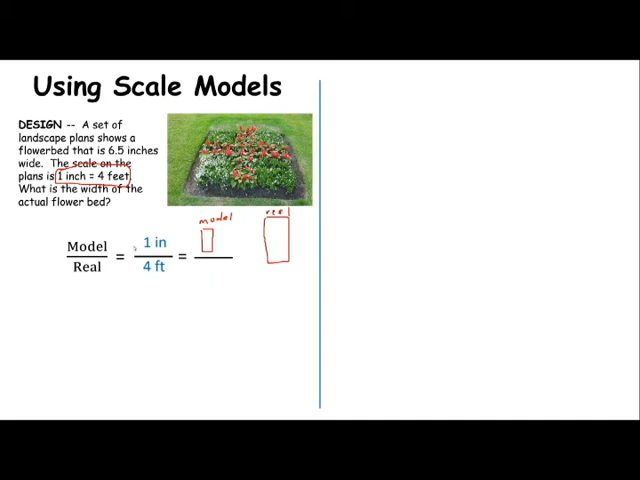 Using Scale Models
DESIGN -- A set of
landscape plans shows a
flowerbed that is 6.5 inches
wide. The scale on the
plans is 1 inch = 4 feet.
What is the width of the
actual flower bed?
model
real
Model
Real
=
1 in
4 ft
=